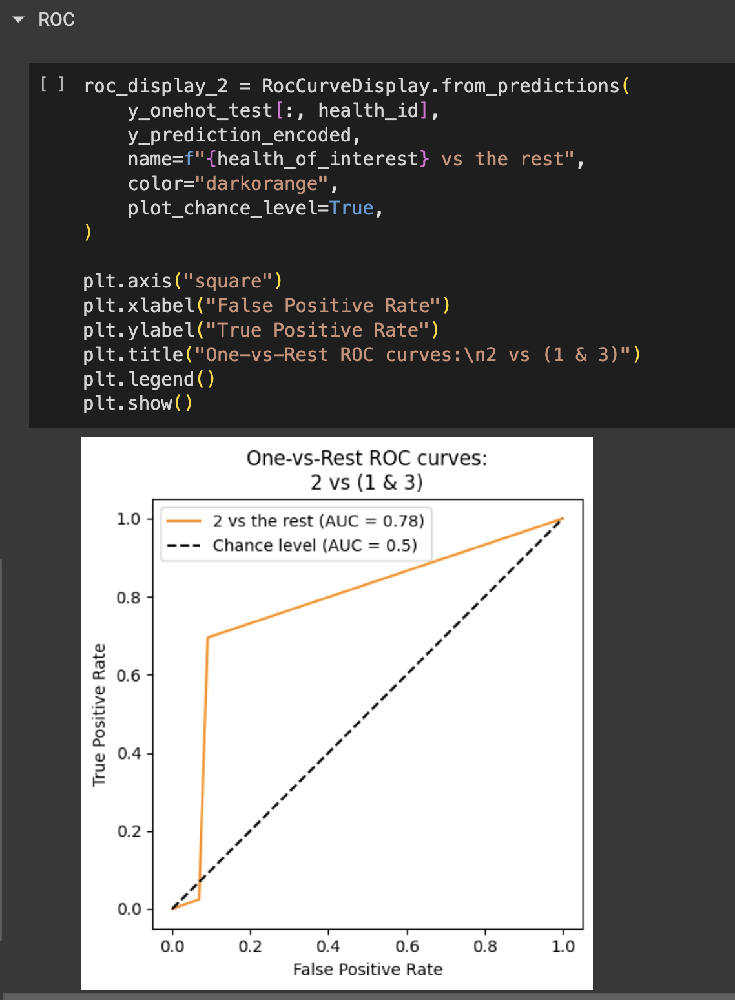 ROC
[ ] roc_display_2 = RocCurveDisplay.from_predictions(
y_onehot_test[:, health_id],
y_prediction_encoded,
name=f"{health_of_interest} vs the rest",
color="darkorange",
plot_chance_level=True,
)
plt.axis("square")
plt.xlabel("False Positive Rate")
plt.ylabel("True Positive Rate")
plt.title("One-vs-Rest ROC curves:\n2 vs (1 & 3)")
plt.legend()
plt.show()
One-vs-Rest ROC curves:
2 vs (1 & 3)
2 vs the rest (AUC = 0.78)
Chance level (AUC = 0.5)
True Positive Rate
1.0
0.8
0.6
0.4
0.2
0.0
0.0 0.2 0.4 0.6 0.8 1.0
False Positive Rate